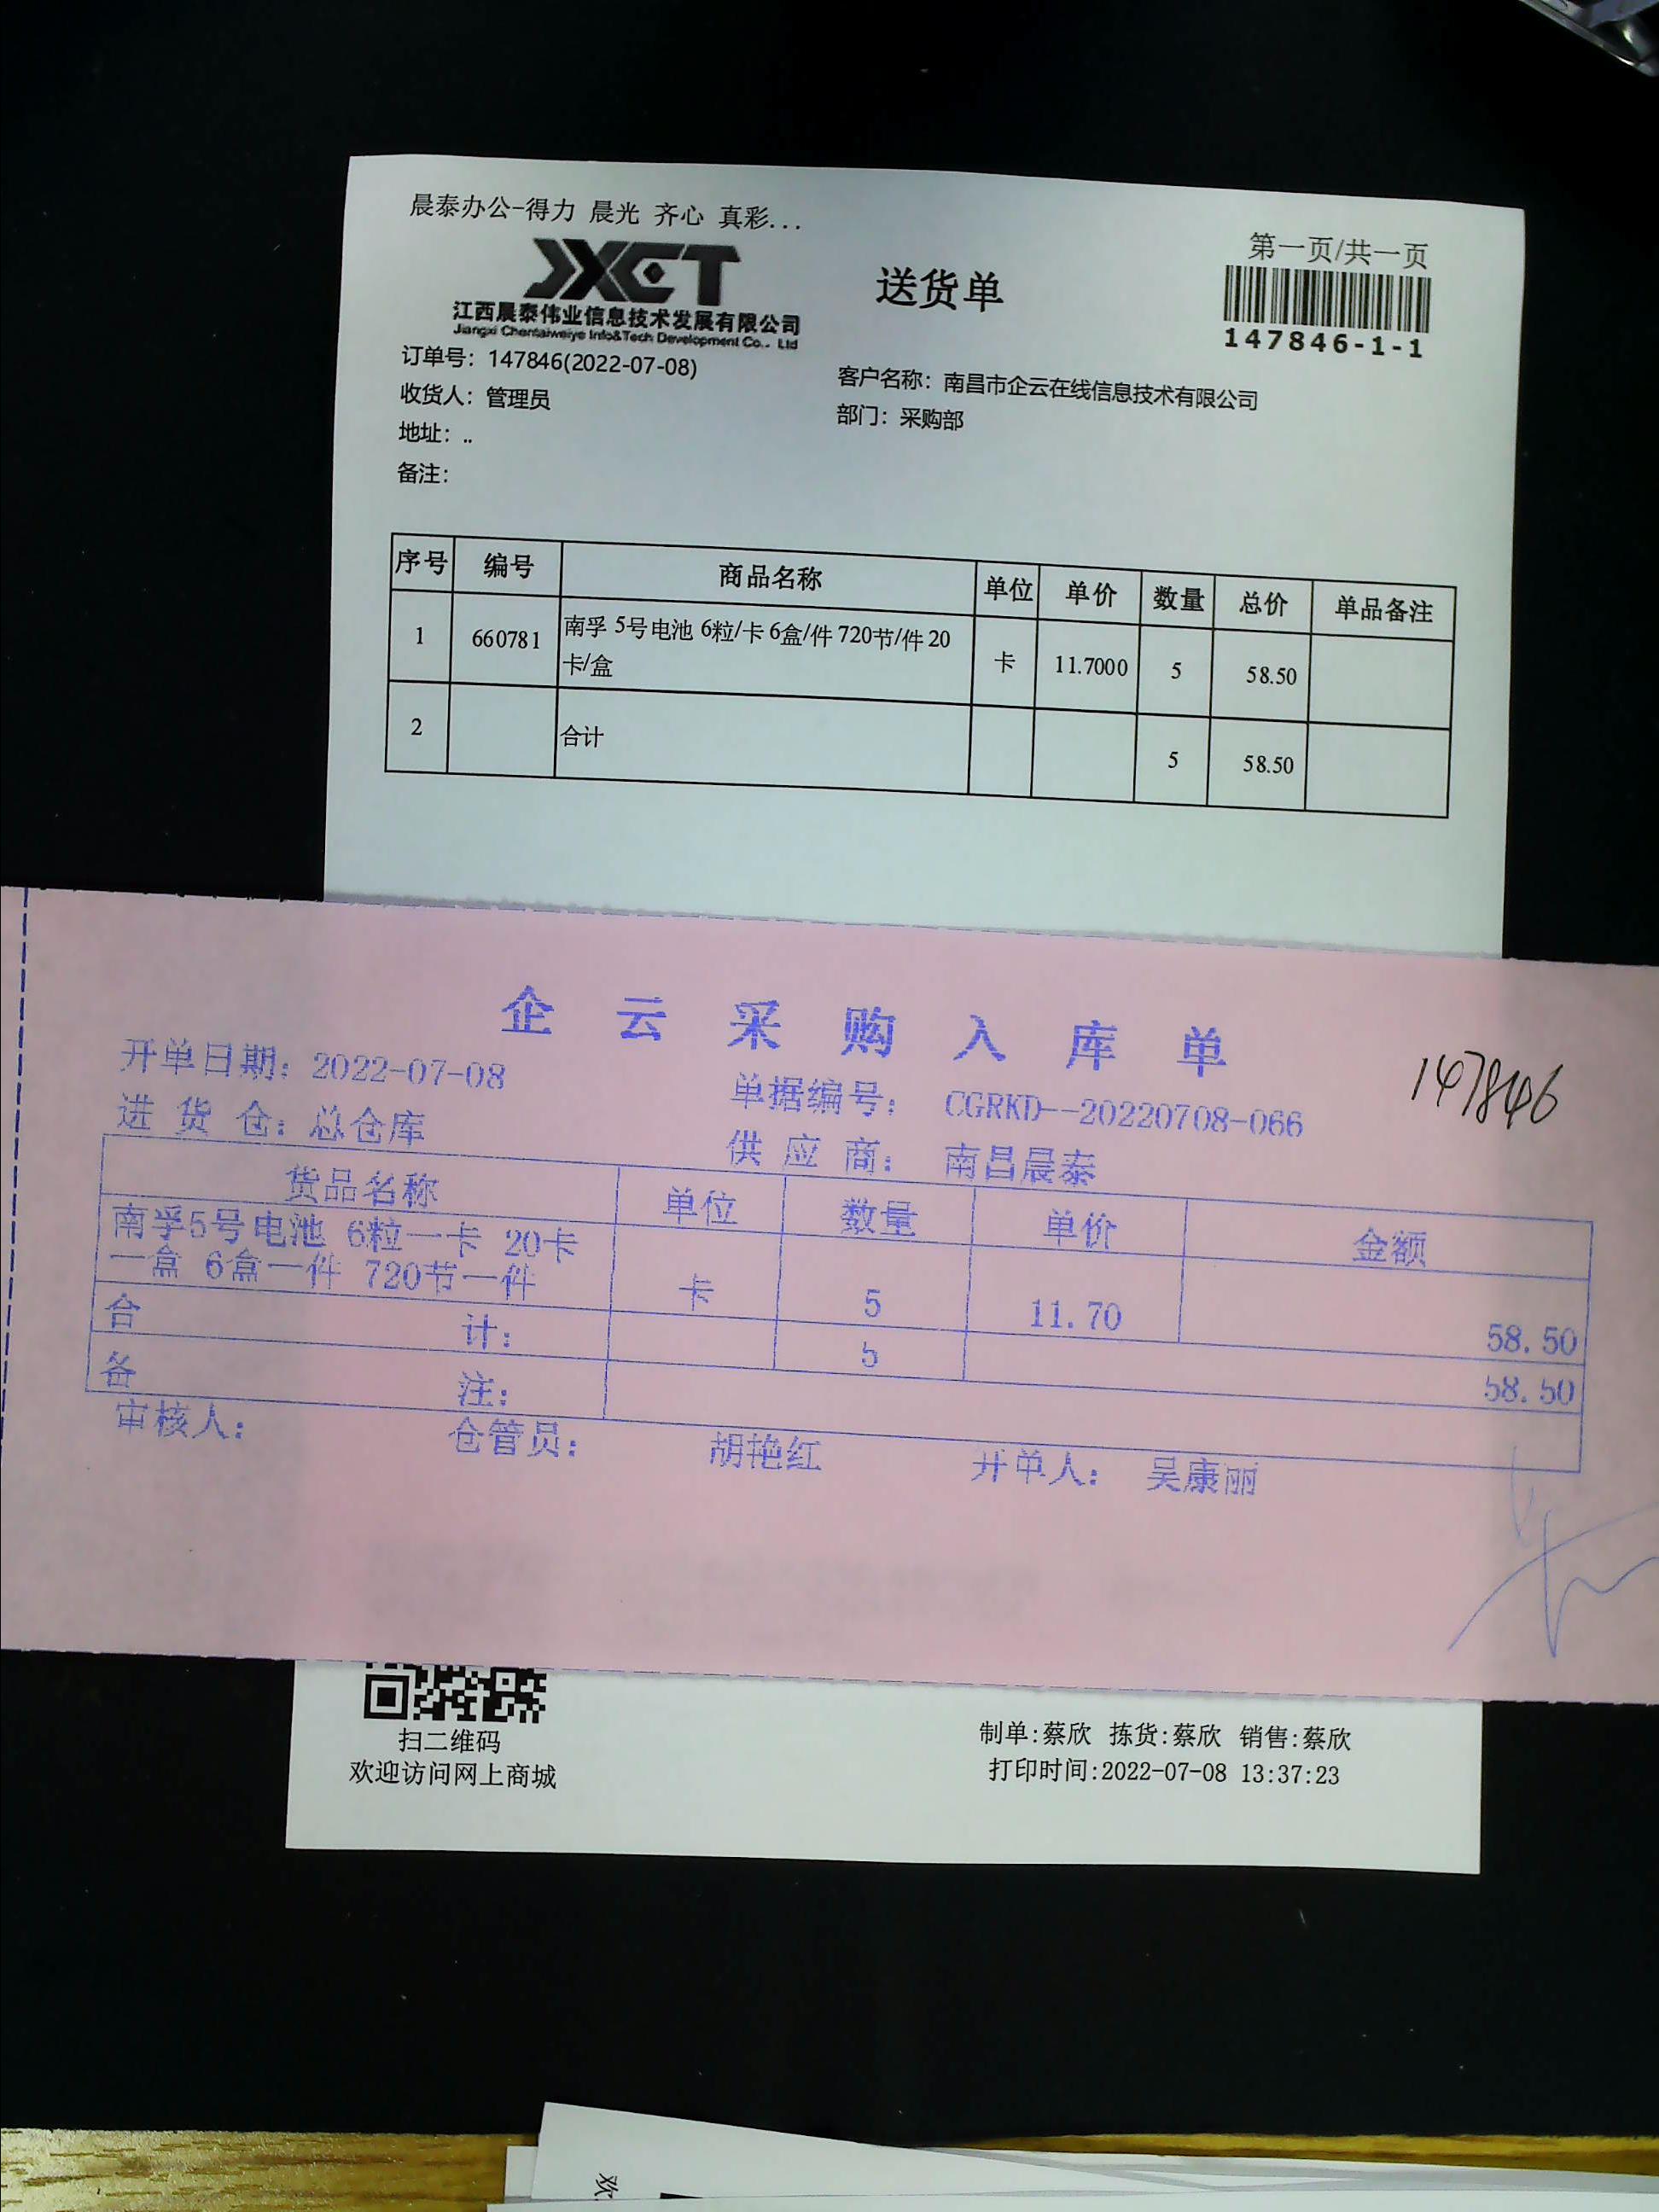 晨泰办公-得力 晨光 齐心 真彩...
第一页/共一页
JXCT
送货单
江西晨泰伟业信息技术发展有限公司
Jiangxi Chentaiweiye Info&Tech Development Co., Ltd
147846-1-1
订单号：147846(2022-07-08)
客户名称：南昌市企云在线信息技术有限公司
收货人：管理员
部门：采购部
地址：..
备注：
序号 编号 商品名称 单位 单价 数量 总价 单品备注
1 660781 南孚 5号电池 6粒/卡 6盒/件 720节/件 20 卡 11.7000 5 58.50
卡/盒
2 合计 5 58.50
企云采购入库单
147846
开单日期：2022-07-08
单据编号：CGRKD--20220708-066
进货仓：总仓库
供应商：南昌晨泰
货品名称 单位 数量 单价 金额
南孚5号电池 6粒一卡 20卡 卡 5 11.70 58.50
一盒 6盒一件 720节一件
合计： 5 58.50
备注：
审核人： 仓管员： 胡艳红 开单人： 吴康丽
扫二维码
欢迎访问网上商城
制单:蔡欣 拣货:蔡欣 销售:蔡欣
打印时间:2022-07-08 13:37:23
欢